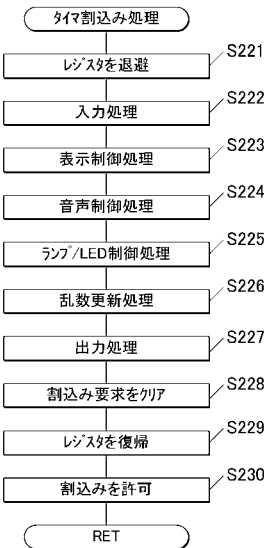 タイマ割込み処理
レジスタを退避
S221
入力処理
S222
表示制御処理
S223
音声制御処理
S224
ランプ/LED制御処理
S225
乱数更新処理
S226
出力処理
S227
割込み要求をクリア
S228
レジスタを復帰
S229
割込みを許可
S230
RET